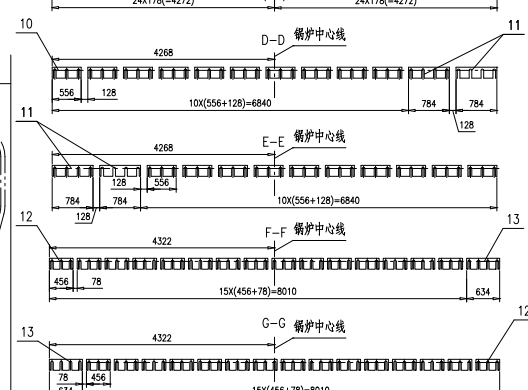 24X178(=4272) 24X178(=4272)
10 D-D 锅炉中心线 11
4268
556 128 784 784
10X(556+128)=6840 128
11 E-E 锅炉中心线
4268
128 556
784 784 10X(556+128)=6840
128
12 F-F 锅炉中心线 13
4322
456 78
15X(456+78)=8010 634
13 G-G 锅炉中心线 12
4322
78 456
634 15X(456+78)=8010